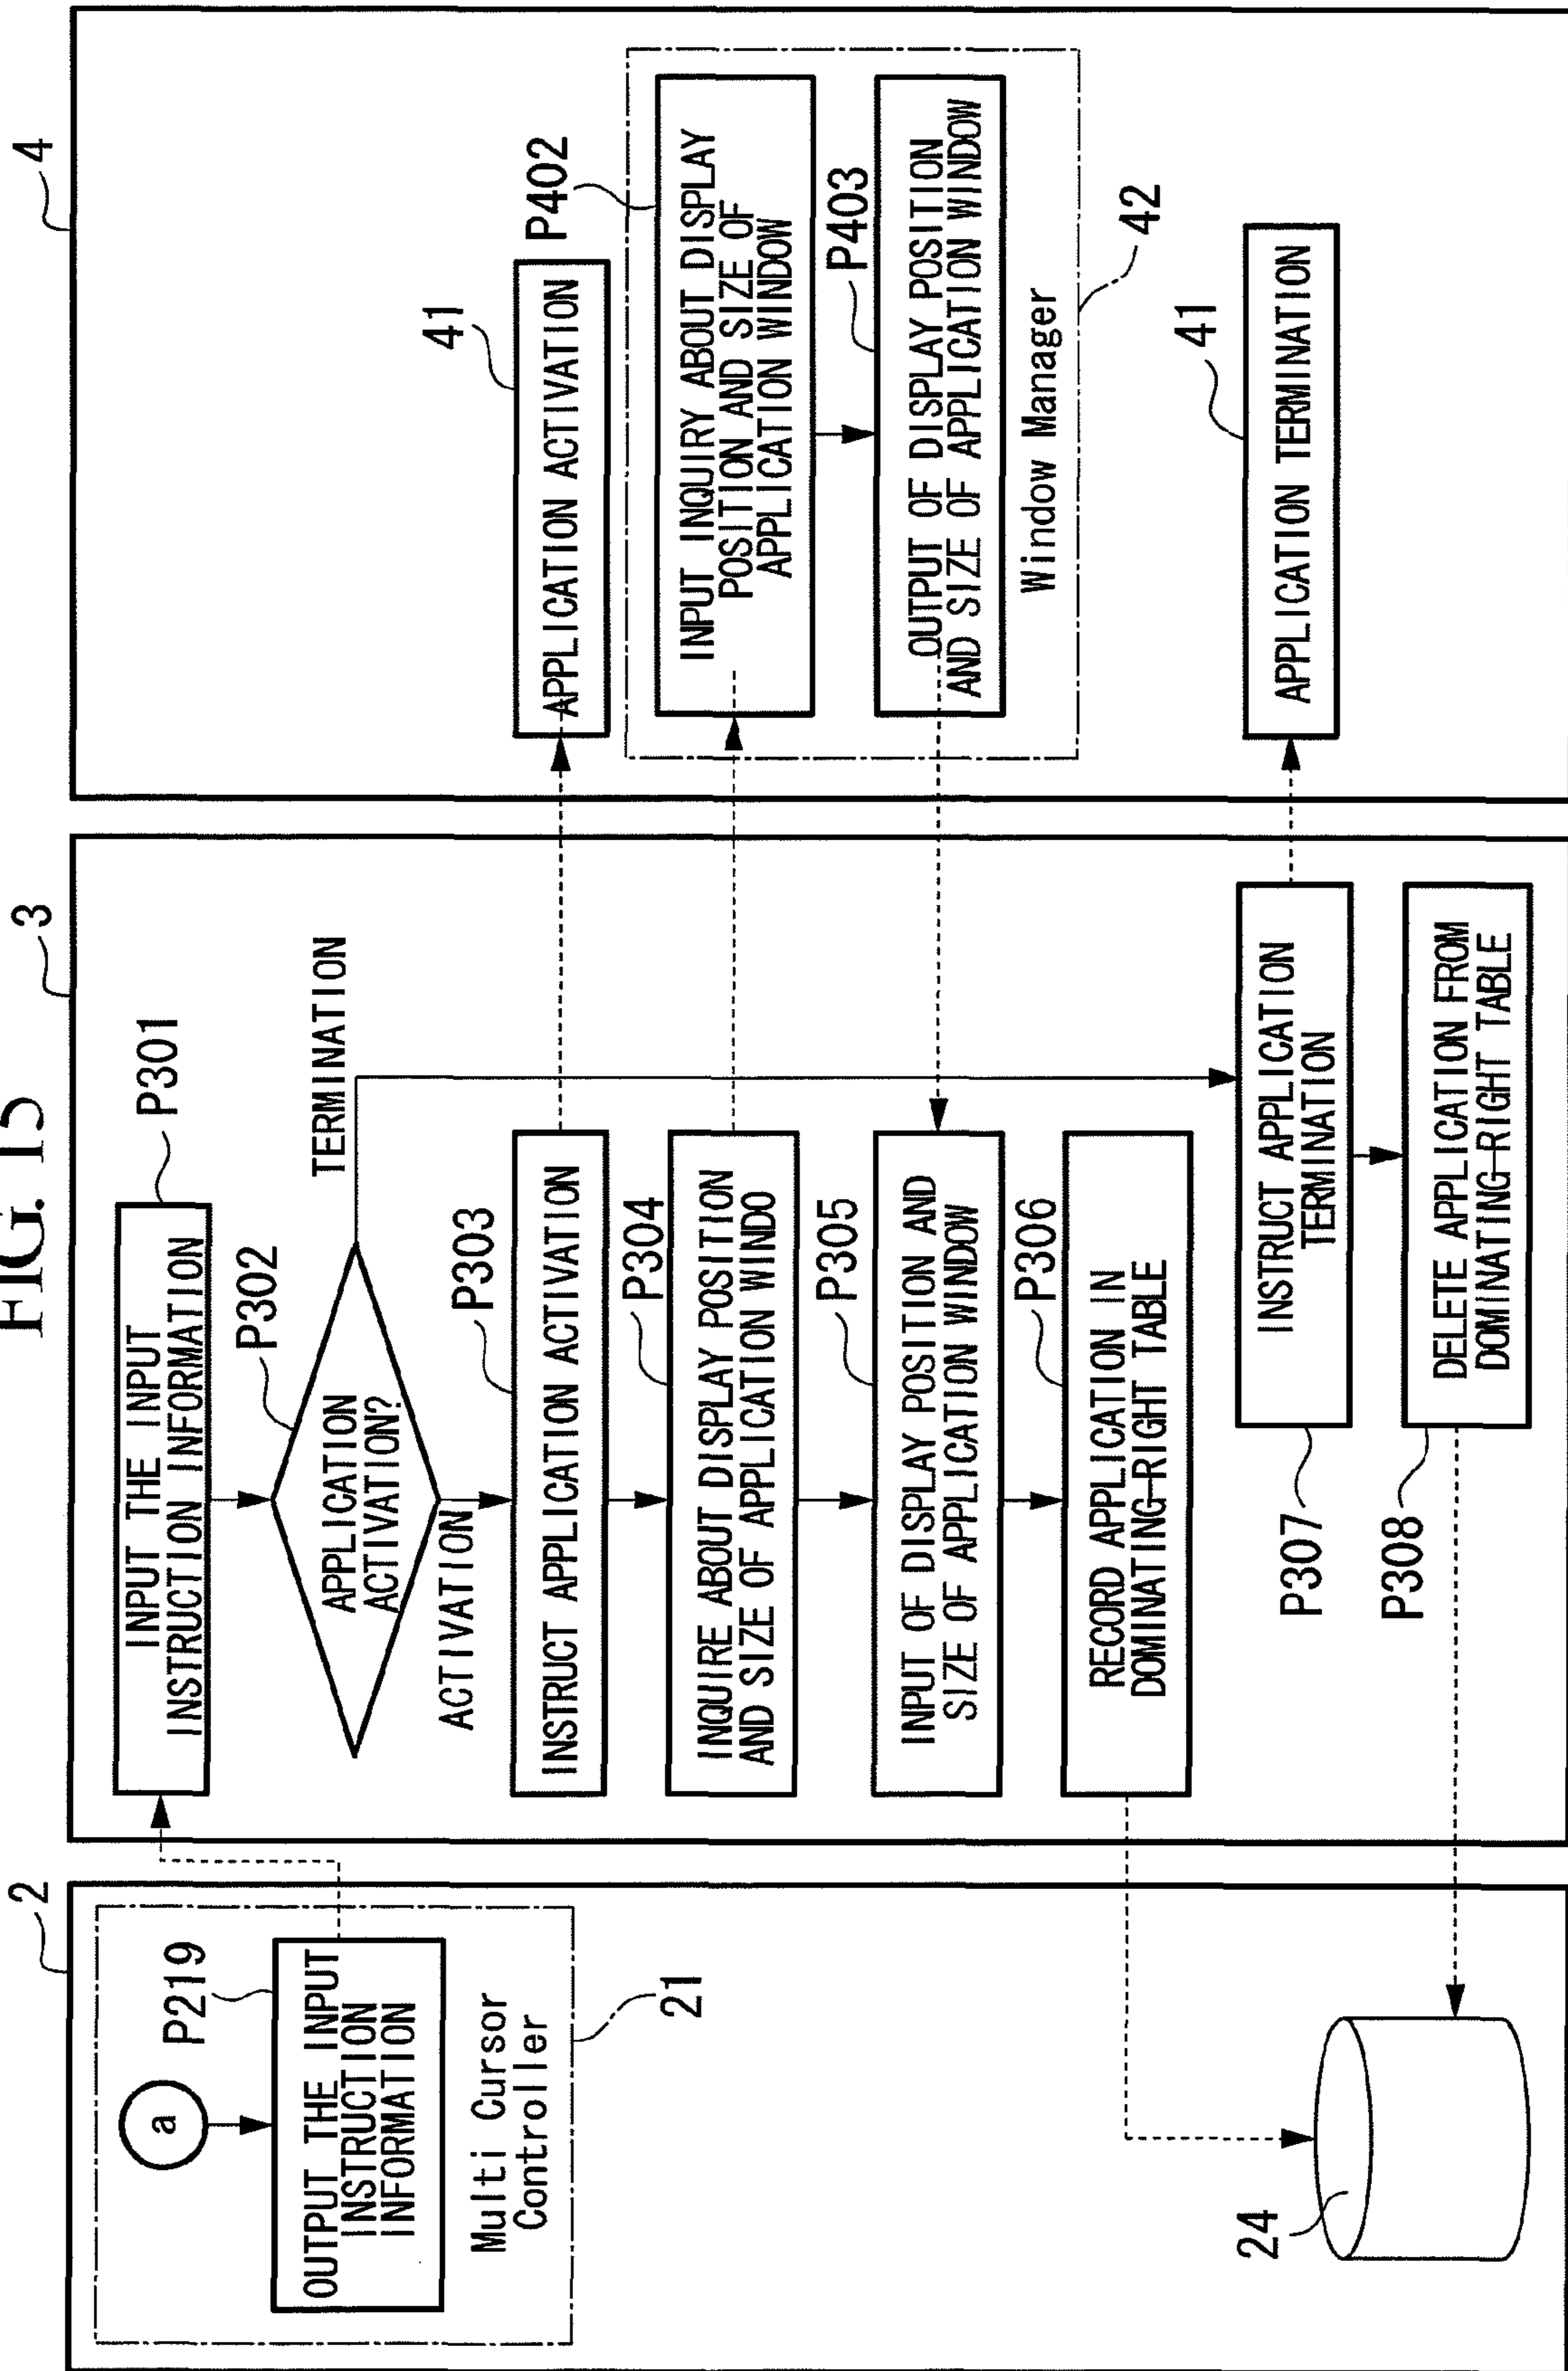 FIG. 15
2
a
P219
OUTPUT THE INPUT
INSTRUCTION
INFORMATION
Multi Cursor
Controller
21
24
3
INPUT THE INPUT
INSTRUCTION INFORMATION
P301
P302
APPLICATION
ACTIVATION?
TERMINATION
ACTIVATION
P303
INSTRUCT APPLICATION ACTIVATION
P304
INQUIRE ABOUT DISPLAY POSITION
AND SIZE OF APPLICATION WINDO
P305
INPUT OF DISPLAY POSITION AND
SIZE OF APPLICATION WINDOW
P306
RECORD APPLICATION IN
DOMINATING-RIGHT TABLE
INSTRUCT APPLICATION
TERMINATION
P307
DELETE APPLICATION FROM
DOMINATING-RIGHT TABLE
P308
4
41
APPLICATION ACTIVATION
P402
INPUT INQUIRY ABOUT DISPLAY
POSITION AND SIZE OF
APPLICATION WINDOW
P403
OUTPUT OF DISPLAY POSITION
AND SIZE OF APPLICATION WINDOW
Window Manager
42
41
APPLICATION TERMINATION